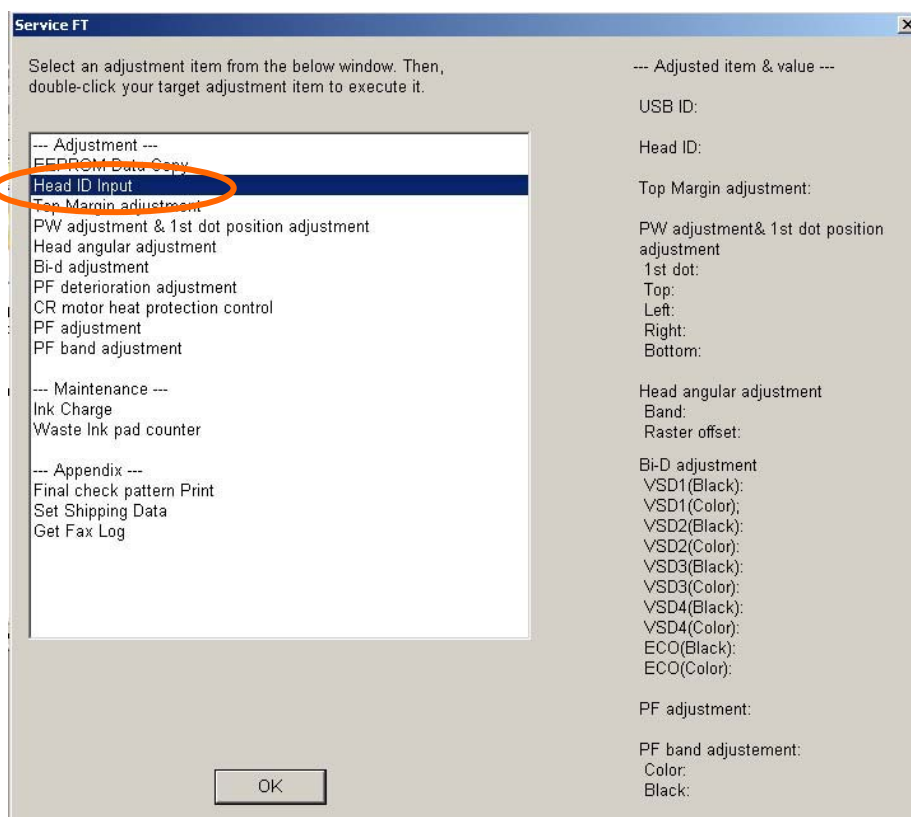 Service FT
Select an adjustment item from the below window. Then,
double-click your target adjustment item to execute it.
--- Adjustment ---
EEPROM Data Copy
Head ID Input
Top Margin adjustment
PW adjustment & 1st dot position adjustment
Head angular adjustment
Bi-d adjustment
PF deterioration adjustment
CR motor heat protection control
PF adjustment
PF band adjustment
--- Maintenance ---
Ink Charge
Waste Ink pad counter
--- Appendix ---
Final check pattern Print
Set Shipping Data
Get Fax Log
OK
--- Adjusted item & value ---
USB ID:
Head ID:
Top Margin adjustment:
PW adjustment& 1st dot position
adjustment
1st dot:
Top:
Left:
Right:
Bottom:
Head angular adjustment
Band:
Raster offset:
Bi-D adjustment
VSD1(Black):
VSD1(Color);
VSD2(Black):
VSD2(Color):
VSD3(Black):
VSD3(Color):
VSD4(Black):
VSD4(Color):
ECO(Black):
ECO(Color):
PF adjustment:
PF band adjustement:
Color:
Black: